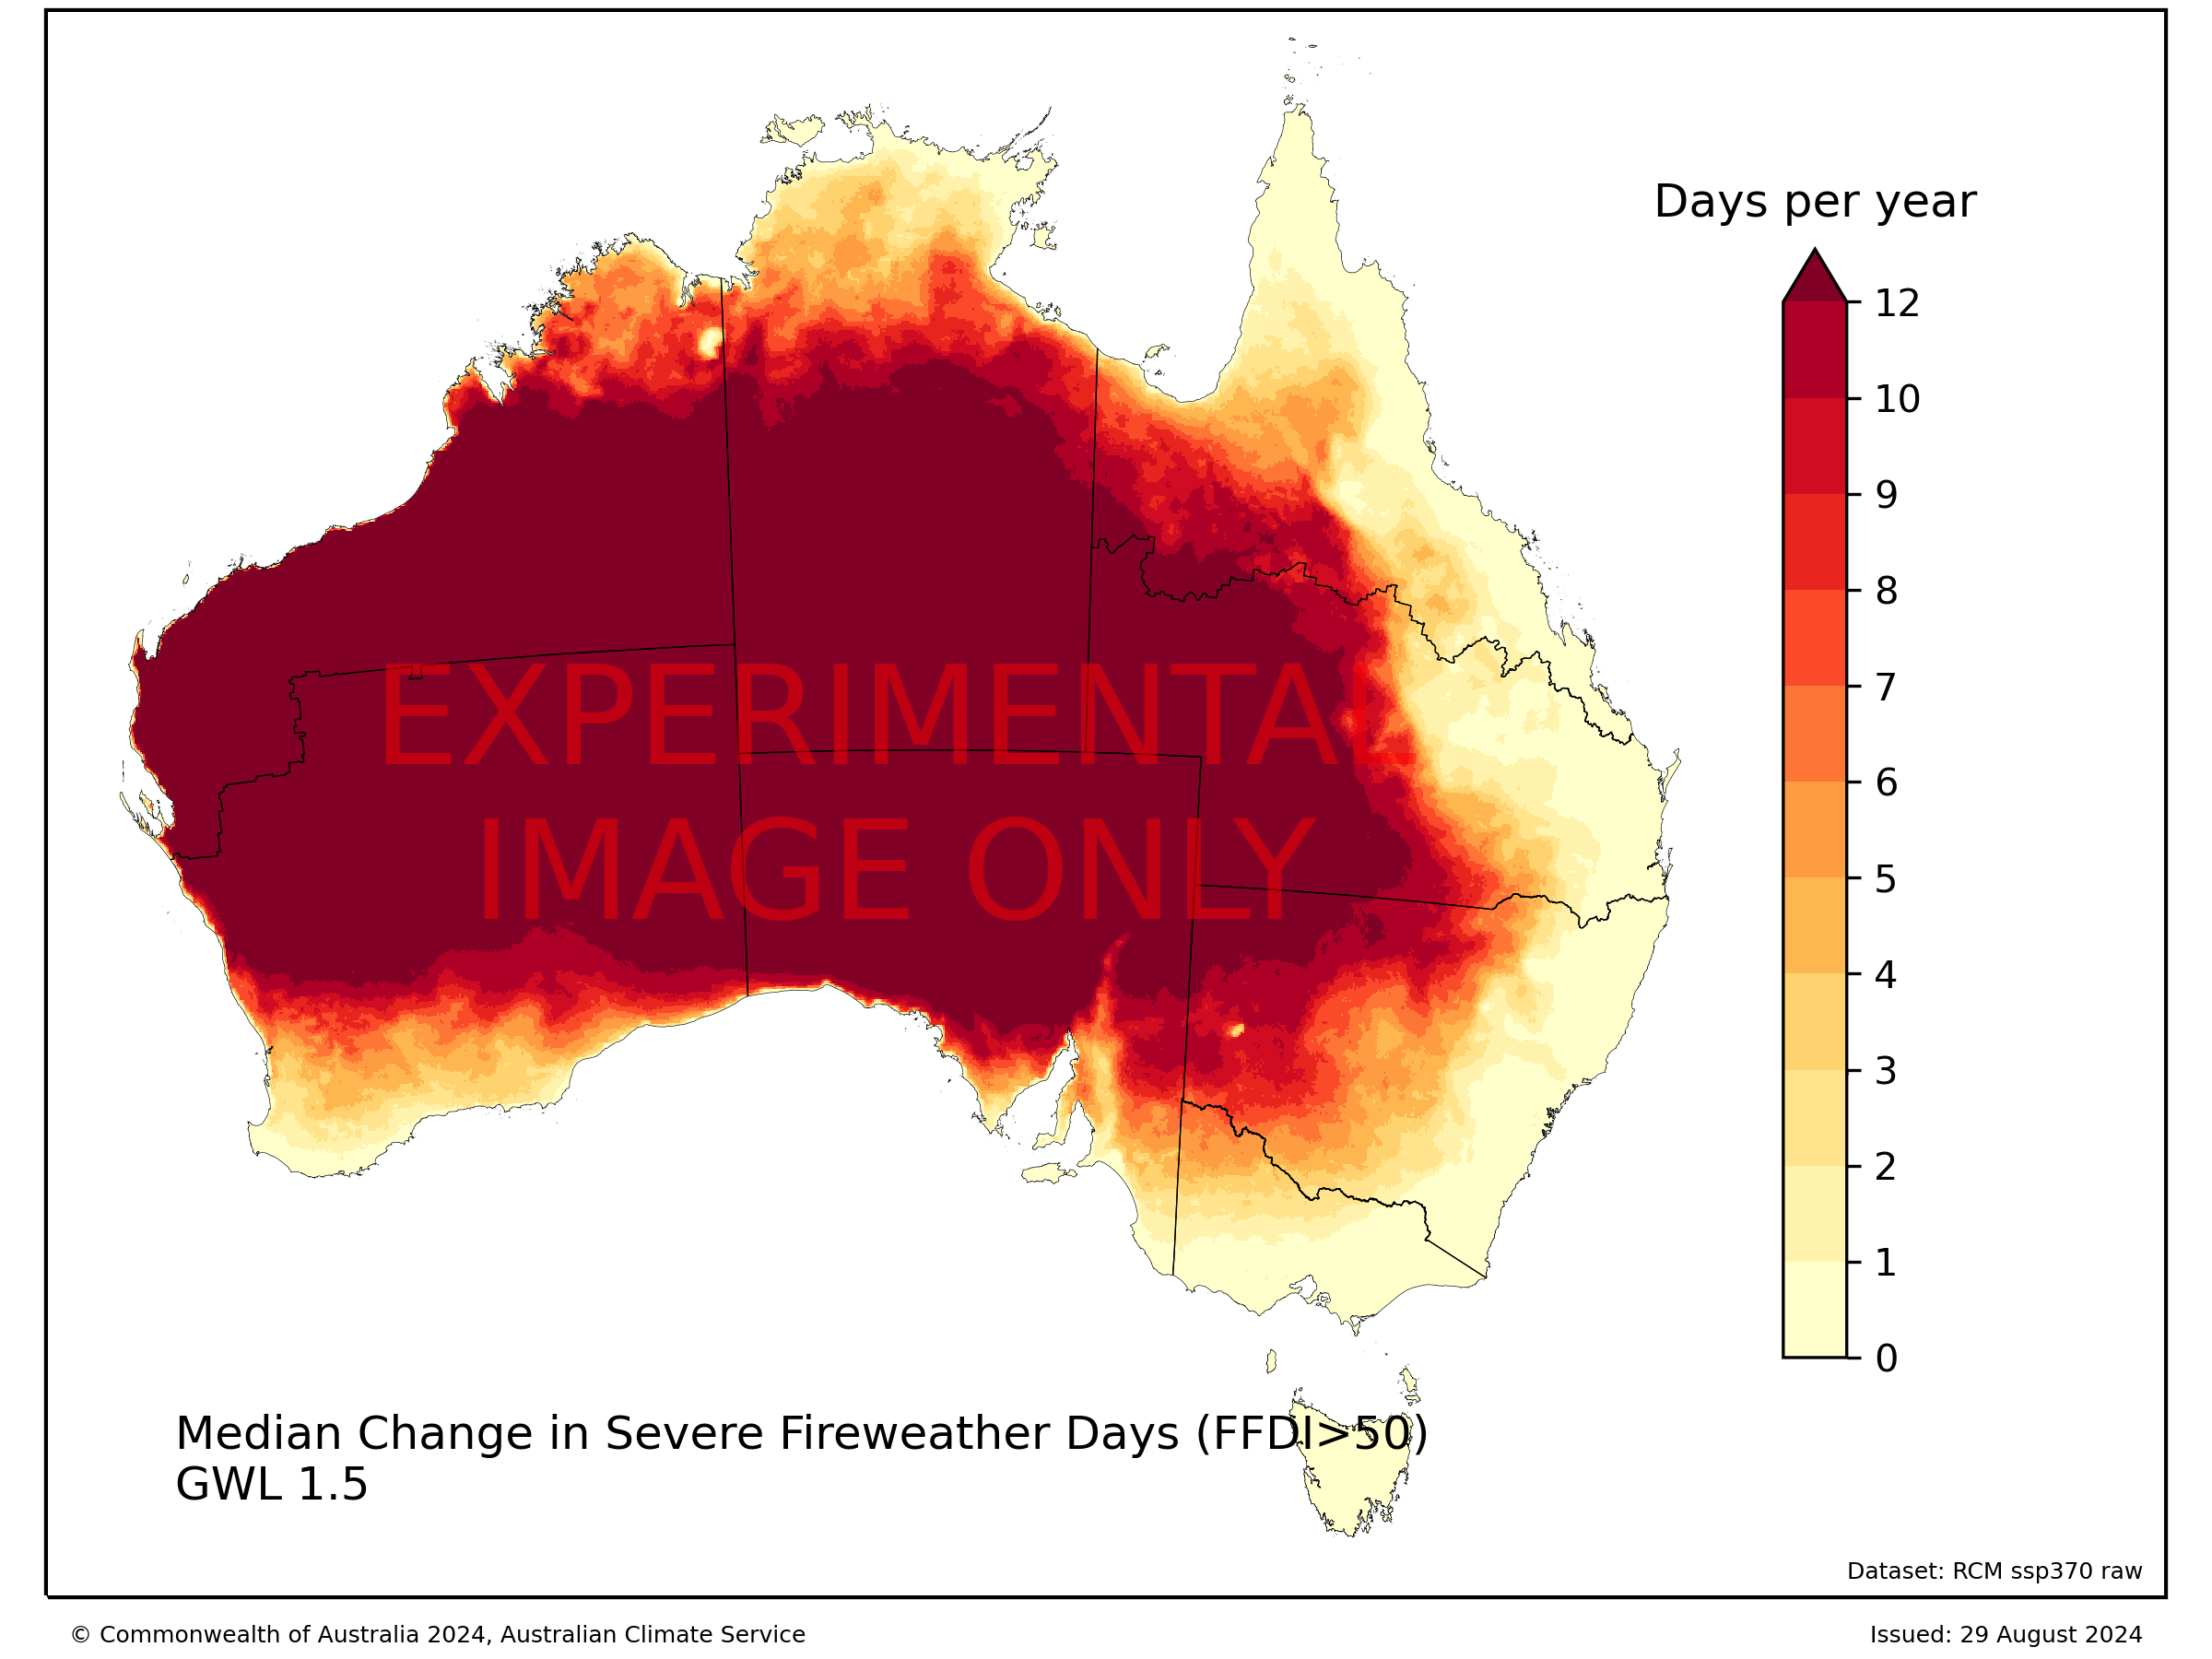 Days per year
12
10
9
8
7
6
5
4
3
2
1
0
EXPERIMENTAL
IMAGE ONLY
Median Change in Severe Fireweather Days (FFDI>50)
GWL 1.5
Dataset: RCM ssp370 raw
© Commonwealth of Australia 2024, Australian Climate Service
Issued: 29 August 2024